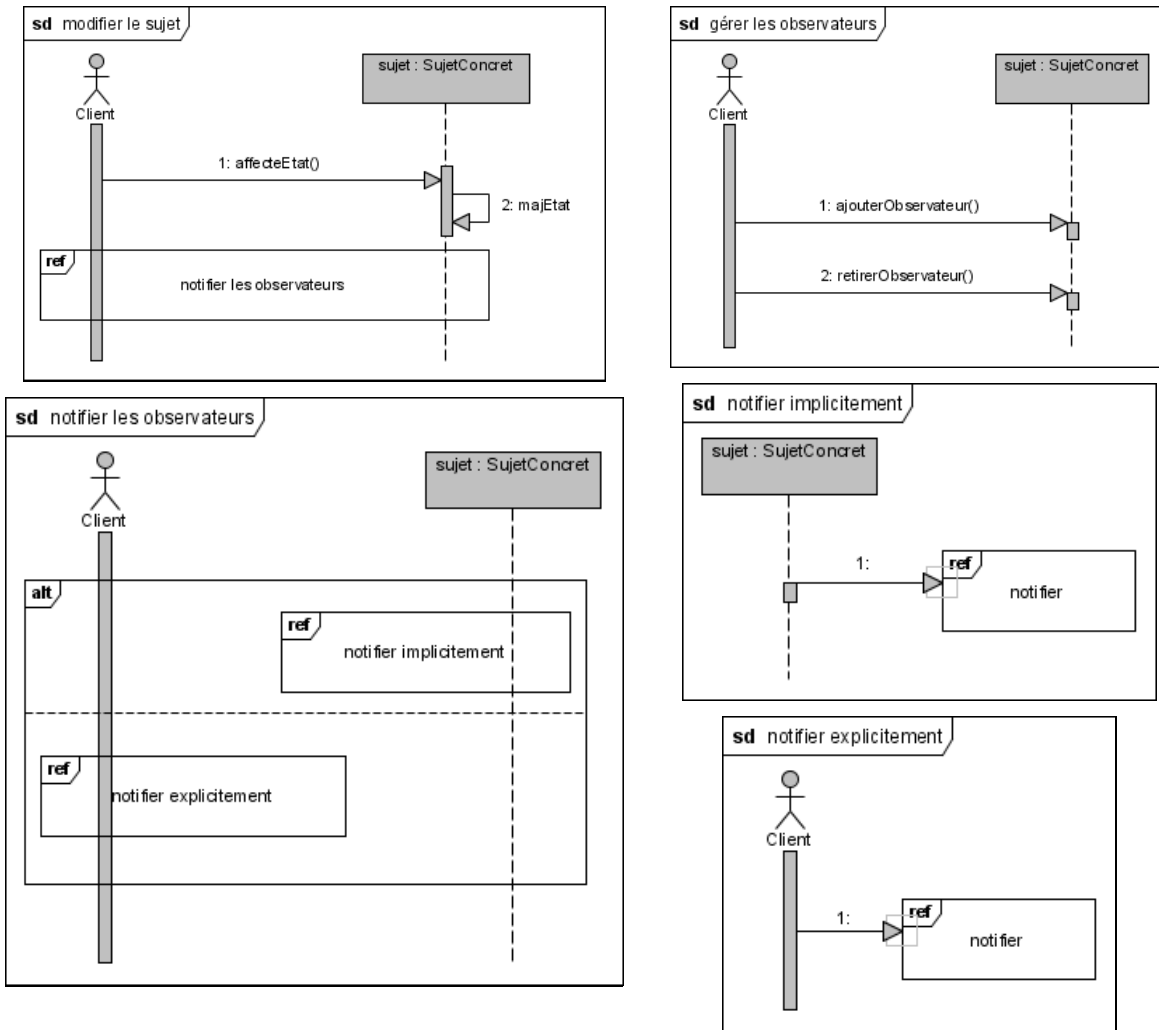 sd modifier le sujet
Client
sujet : SujetConcret
1: affecteEtat()
2: majEtat
ref
notifier les observateurs
sd gérer les observateurs
Client
sujet : SujetConcret
1: ajouterObservateur()
2: retirerObservateur()
sd notifier les observateurs
Client
sujet : SujetConcret
alt
ref
notifier implicitement
ref
notifier explicitement
sd notifier implicitement
sujet : SujetConcret
1:
ref
notifier
sd notifier explicitement
Client
1:
ref
notifier